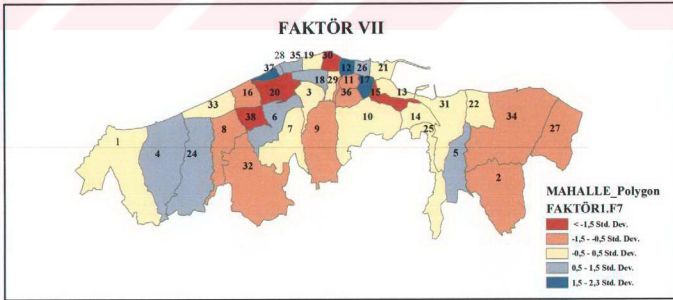 FAKTÖR VII
28 35 19 30
37 12 26 21
18 29 11 17
16 20 3 36 15 13
33 38 6 10 14 31 22 34
1 4 24 8 7 9 25 5 27
32 2
MAHALLE_Polygon
FAKTÖR1.F7
< -1,5 Std. Dev.
-1,5 - -0,5 Std. Dev.
-0,5 - 0,5 Std. Dev.
0,5 - 1,5 Std. Dev.
1,5 - 2,3 Std. Dev.